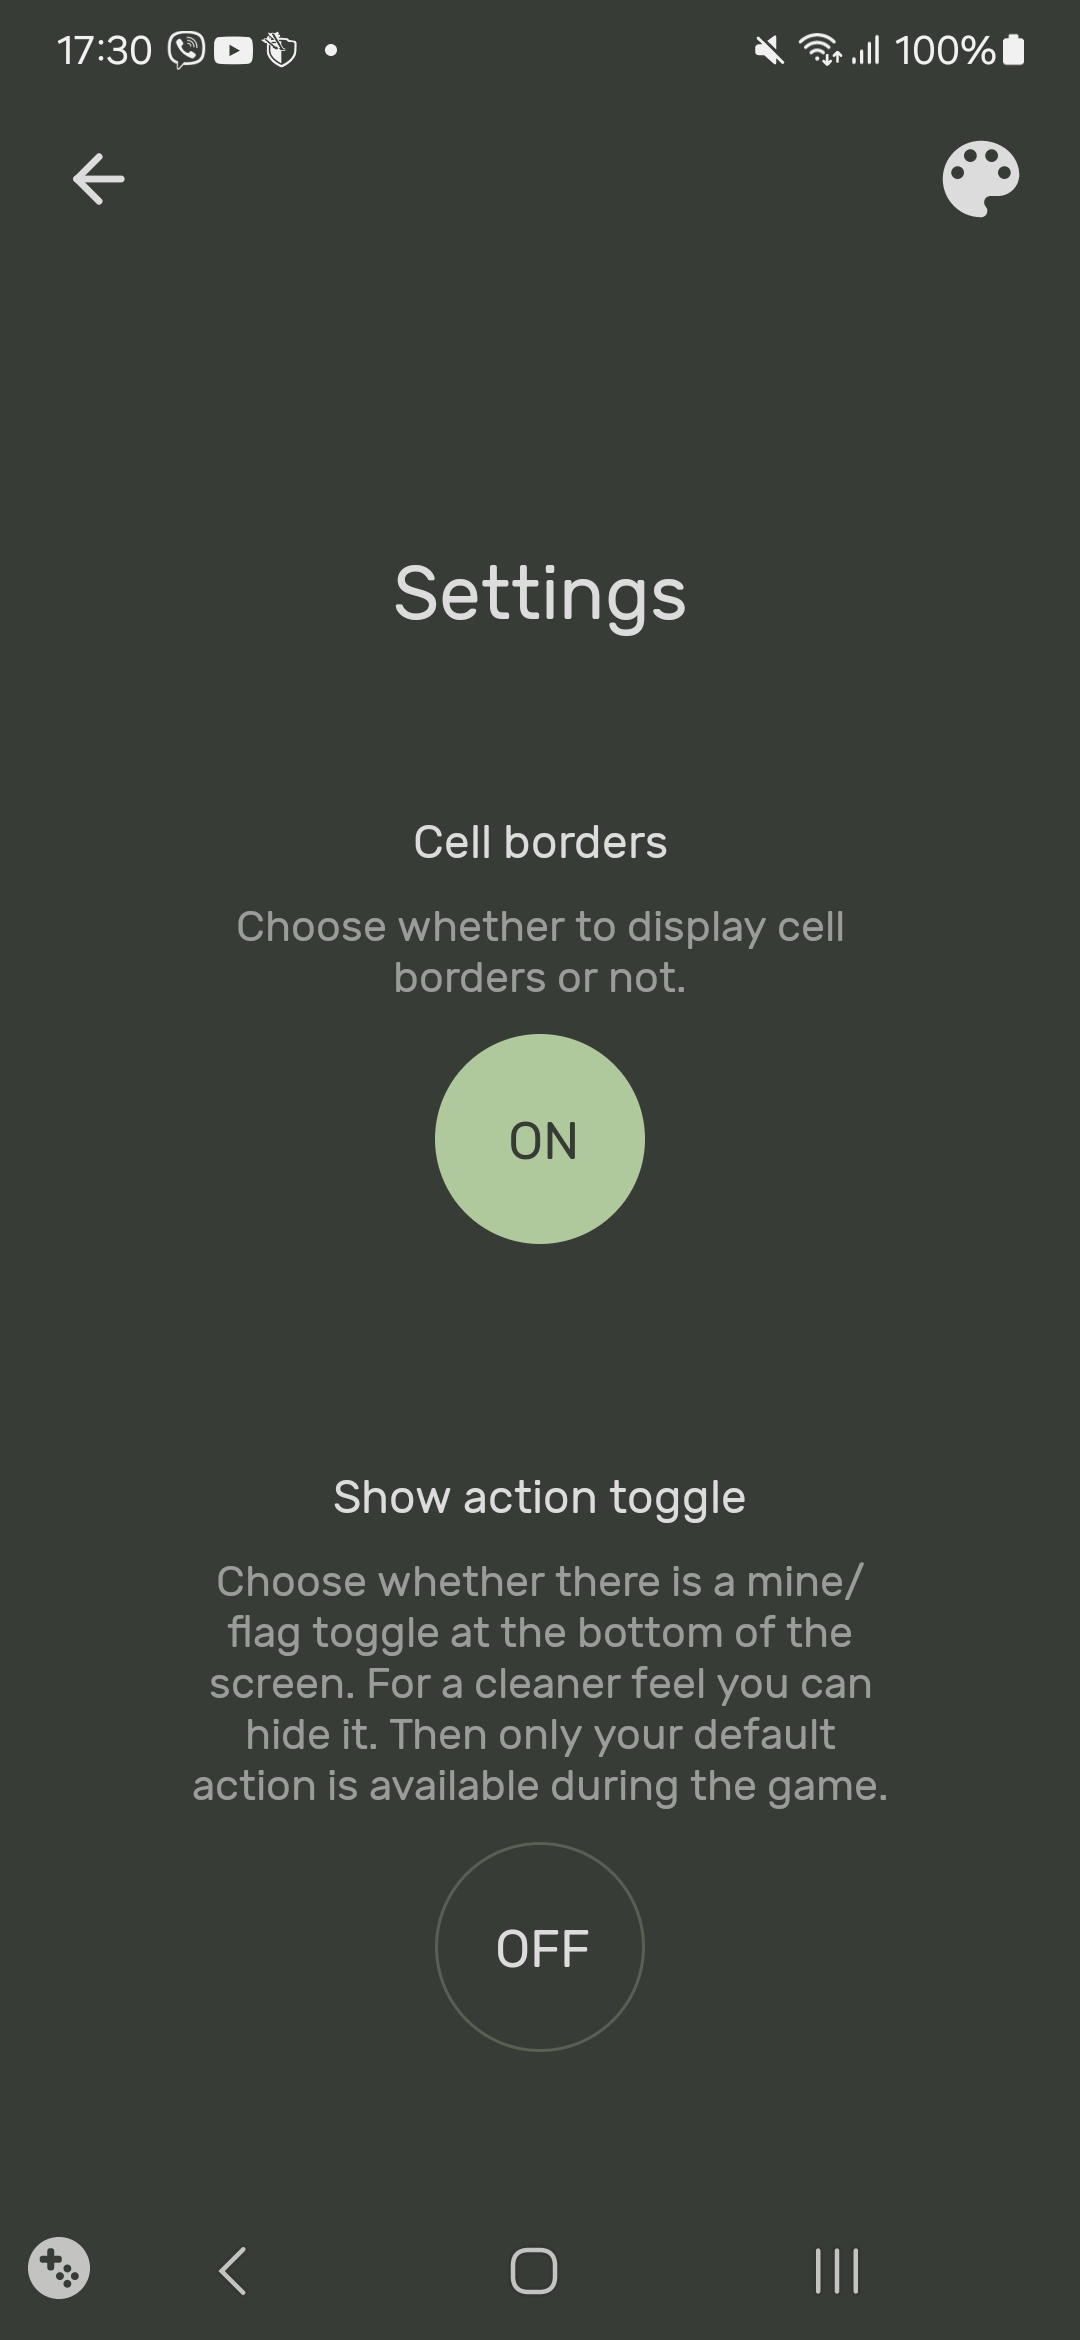 17:30
100%
Settings
Cell borders
Choose whether to display cell
borders or not.
ON
Show action toggle
Choose whether there is a mine/
flag toggle at the bottom of the
screen. For a cleaner feel you can
hide it. Then only your default
action is available during the game.
OFF